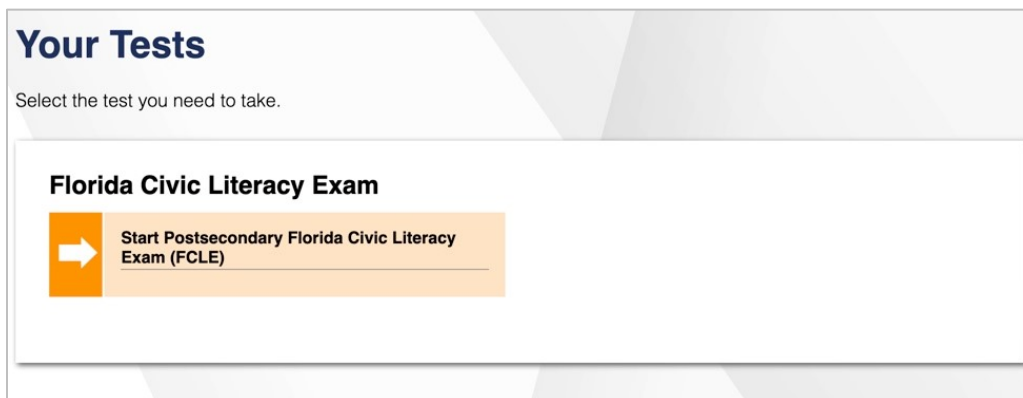 Your Tests
Select the test you need to take.
Florida Civic Literacy Exam
Start Postsecondary Florida Civic Literacy
Exam (FCLE)